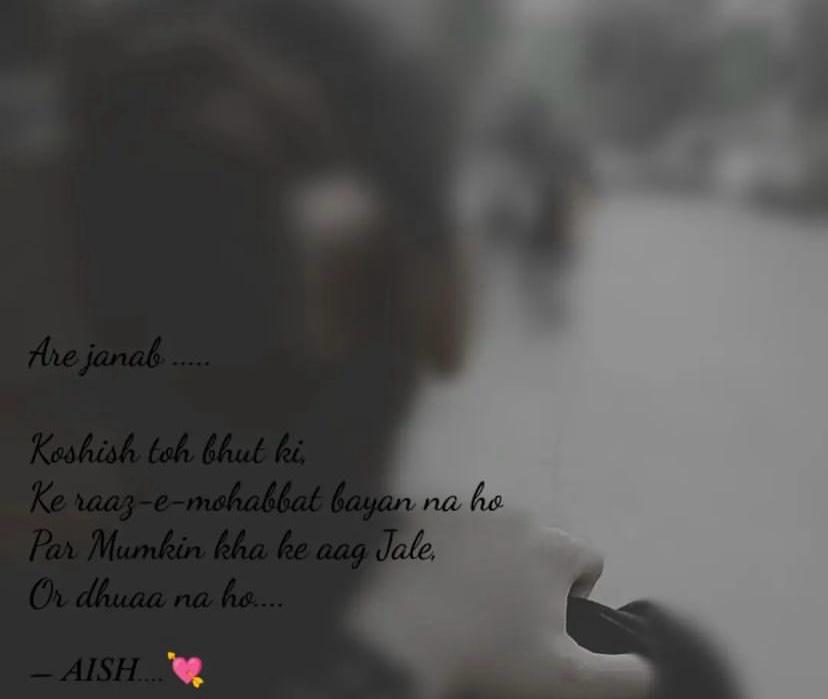 Are janab .....
Koshish toh bhut ki,
Ke raaz-e-mohabbat bayan na ho
Par Mumkin kha ke aag Jale,
Or dhuaa na ho....
– AISH....💘